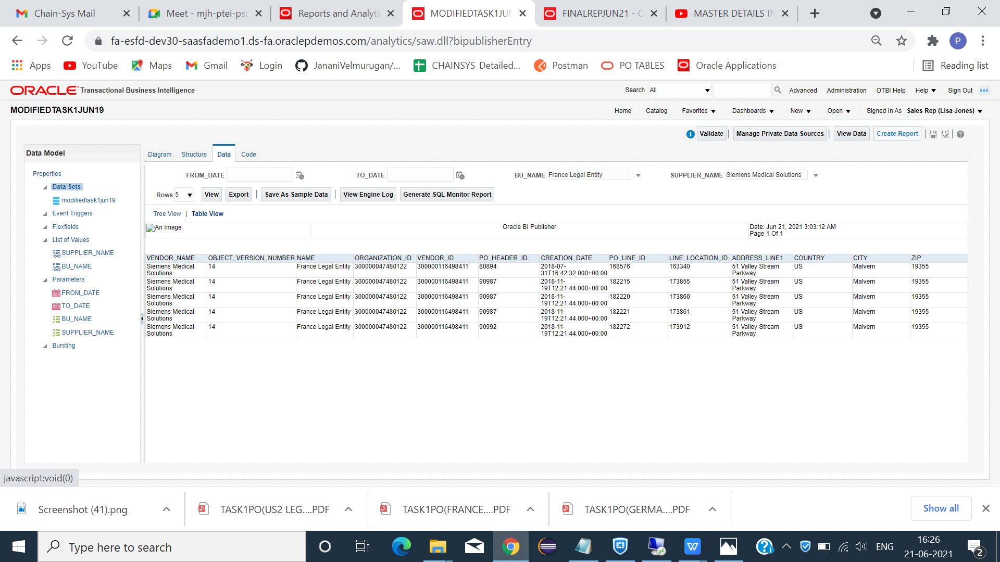 Chain-Sys Mail
Meet - mjh-ptei-psp
Reports and Analyti
MODIFIEDTASK1JUN
FINALREPJUN21 - O
MASTER DETAILS IN
fa-esfd-dev30-saasfademo1.ds-fa.oraclepdemos.com/analytics/saw.dll?bipublisherEntry
P
Apps
YouTube
Maps
Gmail
Login
JananiVelmurugan/...
CHAINSYS_Detailed...
Postman
PO TABLES
Oracle Applications
Reading list
ORACLE Transactional Business Intelligence
Search All
Advanced
Administration
OTBI Help
Help
Sign Out
MODIFIEDTASK1JUN19
Home
Catalog
Favorites
Dashboards
New
Open
Signed In As Sales Rep (Lisa Jones)
Validate
Manage Private Data Sources
View Data
Create Report
Data Model
Diagram
Structure
Data
Code
Properties
Data Sets
modifiedtask1jun19
Event Triggers
Flexfields
List of Values
SUPPLIER_NAME
BU_NAME
Parameters
FROM_DATE
TO_DATE
BU_NAME
SUPPLIER_NAME
Bursting
FROM_DATE
TO_DATE
BU_NAME France Legal Entity
SUPPLIER_NAME Siemens Medical Solutions
Rows 5
View
Export
Save As Sample Data
View Engine Log
Generate SQL Monitor Report
Tree View | Table View
An Image
Oracle BI Publisher
Date: Jun 21, 2021 3:03:12 AM
Page 1 Of 1
VENDOR_NAME OBJECT_VERSION_NUMBER NAME ORGANIZATION_ID VENDOR_ID PO_HEADER_ID CREATION_DATE PO_LINE_ID LINE_LOCATION_ID ADDRESS_LINE1 COUNTRY CITY ZIP
Siemens Medical 14 France Legal Entity 300000047480122 300000116498411 80894 2018-07- 168576 163340 51 Valley Stream US Malvern 19355
Solutions 31T16:42:32.000+00:00 Parkway
Siemens Medical 14 France Legal Entity 300000047480122 300000116498411 90987 2018-11- 182215 173855 51 Valley Stream US Malvern 19355
Solutions 19T12:21:44.000+00:00 Parkway
Siemens Medical 14 France Legal Entity 300000047480122 300000116498411 90987 2018-11- 182220 173860 51 Valley Stream US Malvern 19355
Solutions 19T12:21:44.000+00:00 Parkway
Siemens Medical 14 France Legal Entity 300000047480122 300000116498411 90987 2018-11- 182221 173861 51 Valley Stream US Malvern 19355
Solutions 19T12:21:44.000+00:00 Parkway
Siemens Medical 14 France Legal Entity 300000047480122 300000116498411 90992 2018-11- 182272 173912 51 Valley Stream US Malvern 19355
Solutions 19T12:21:44.000+00:00 Parkway
javascript:void(0)
Screenshot (41).png
TASK1PO(US2 LEG....PDF
TASK1PO(FRANCE....PDF
TASK1PO(GERMA....PDF
Show all
Type here to search
ENG
16:26
21-06-2021
2